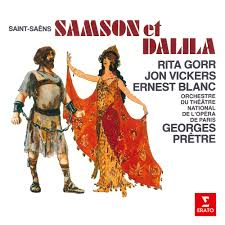 SAINT-SAËNS
SAMSON et
DALILA
RITA GORR
JON VICKERS
ERNEST BLANC
ORCHESTRE
DU THÉÂTRE
NATIONAL
DE L'OPÉRA
DE PARIS
GEORGES
PRÊTRE
ERATO